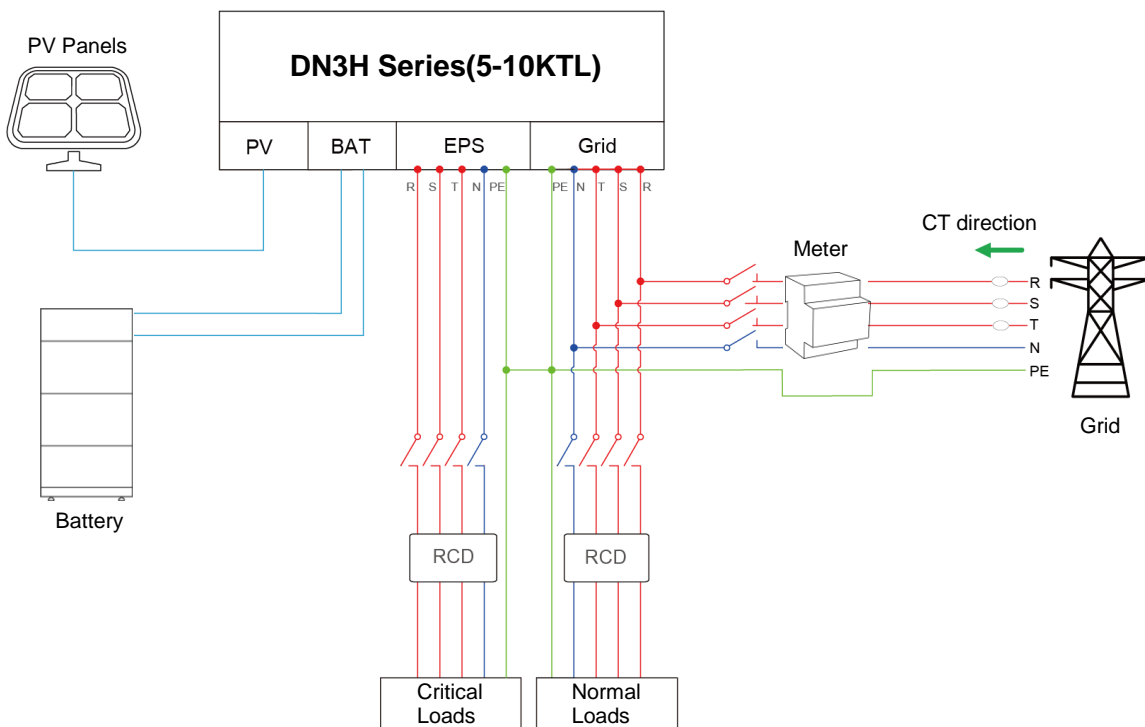 PV Panels
DN3H Series(5-10KTL)
PV
BAT
EPS
Grid
R S T N PE
PE N T S R
CT direction
Meter
R
S
T
N
PE
Grid
Battery
RCD
RCD
Critical
Loads
Normal
Loads